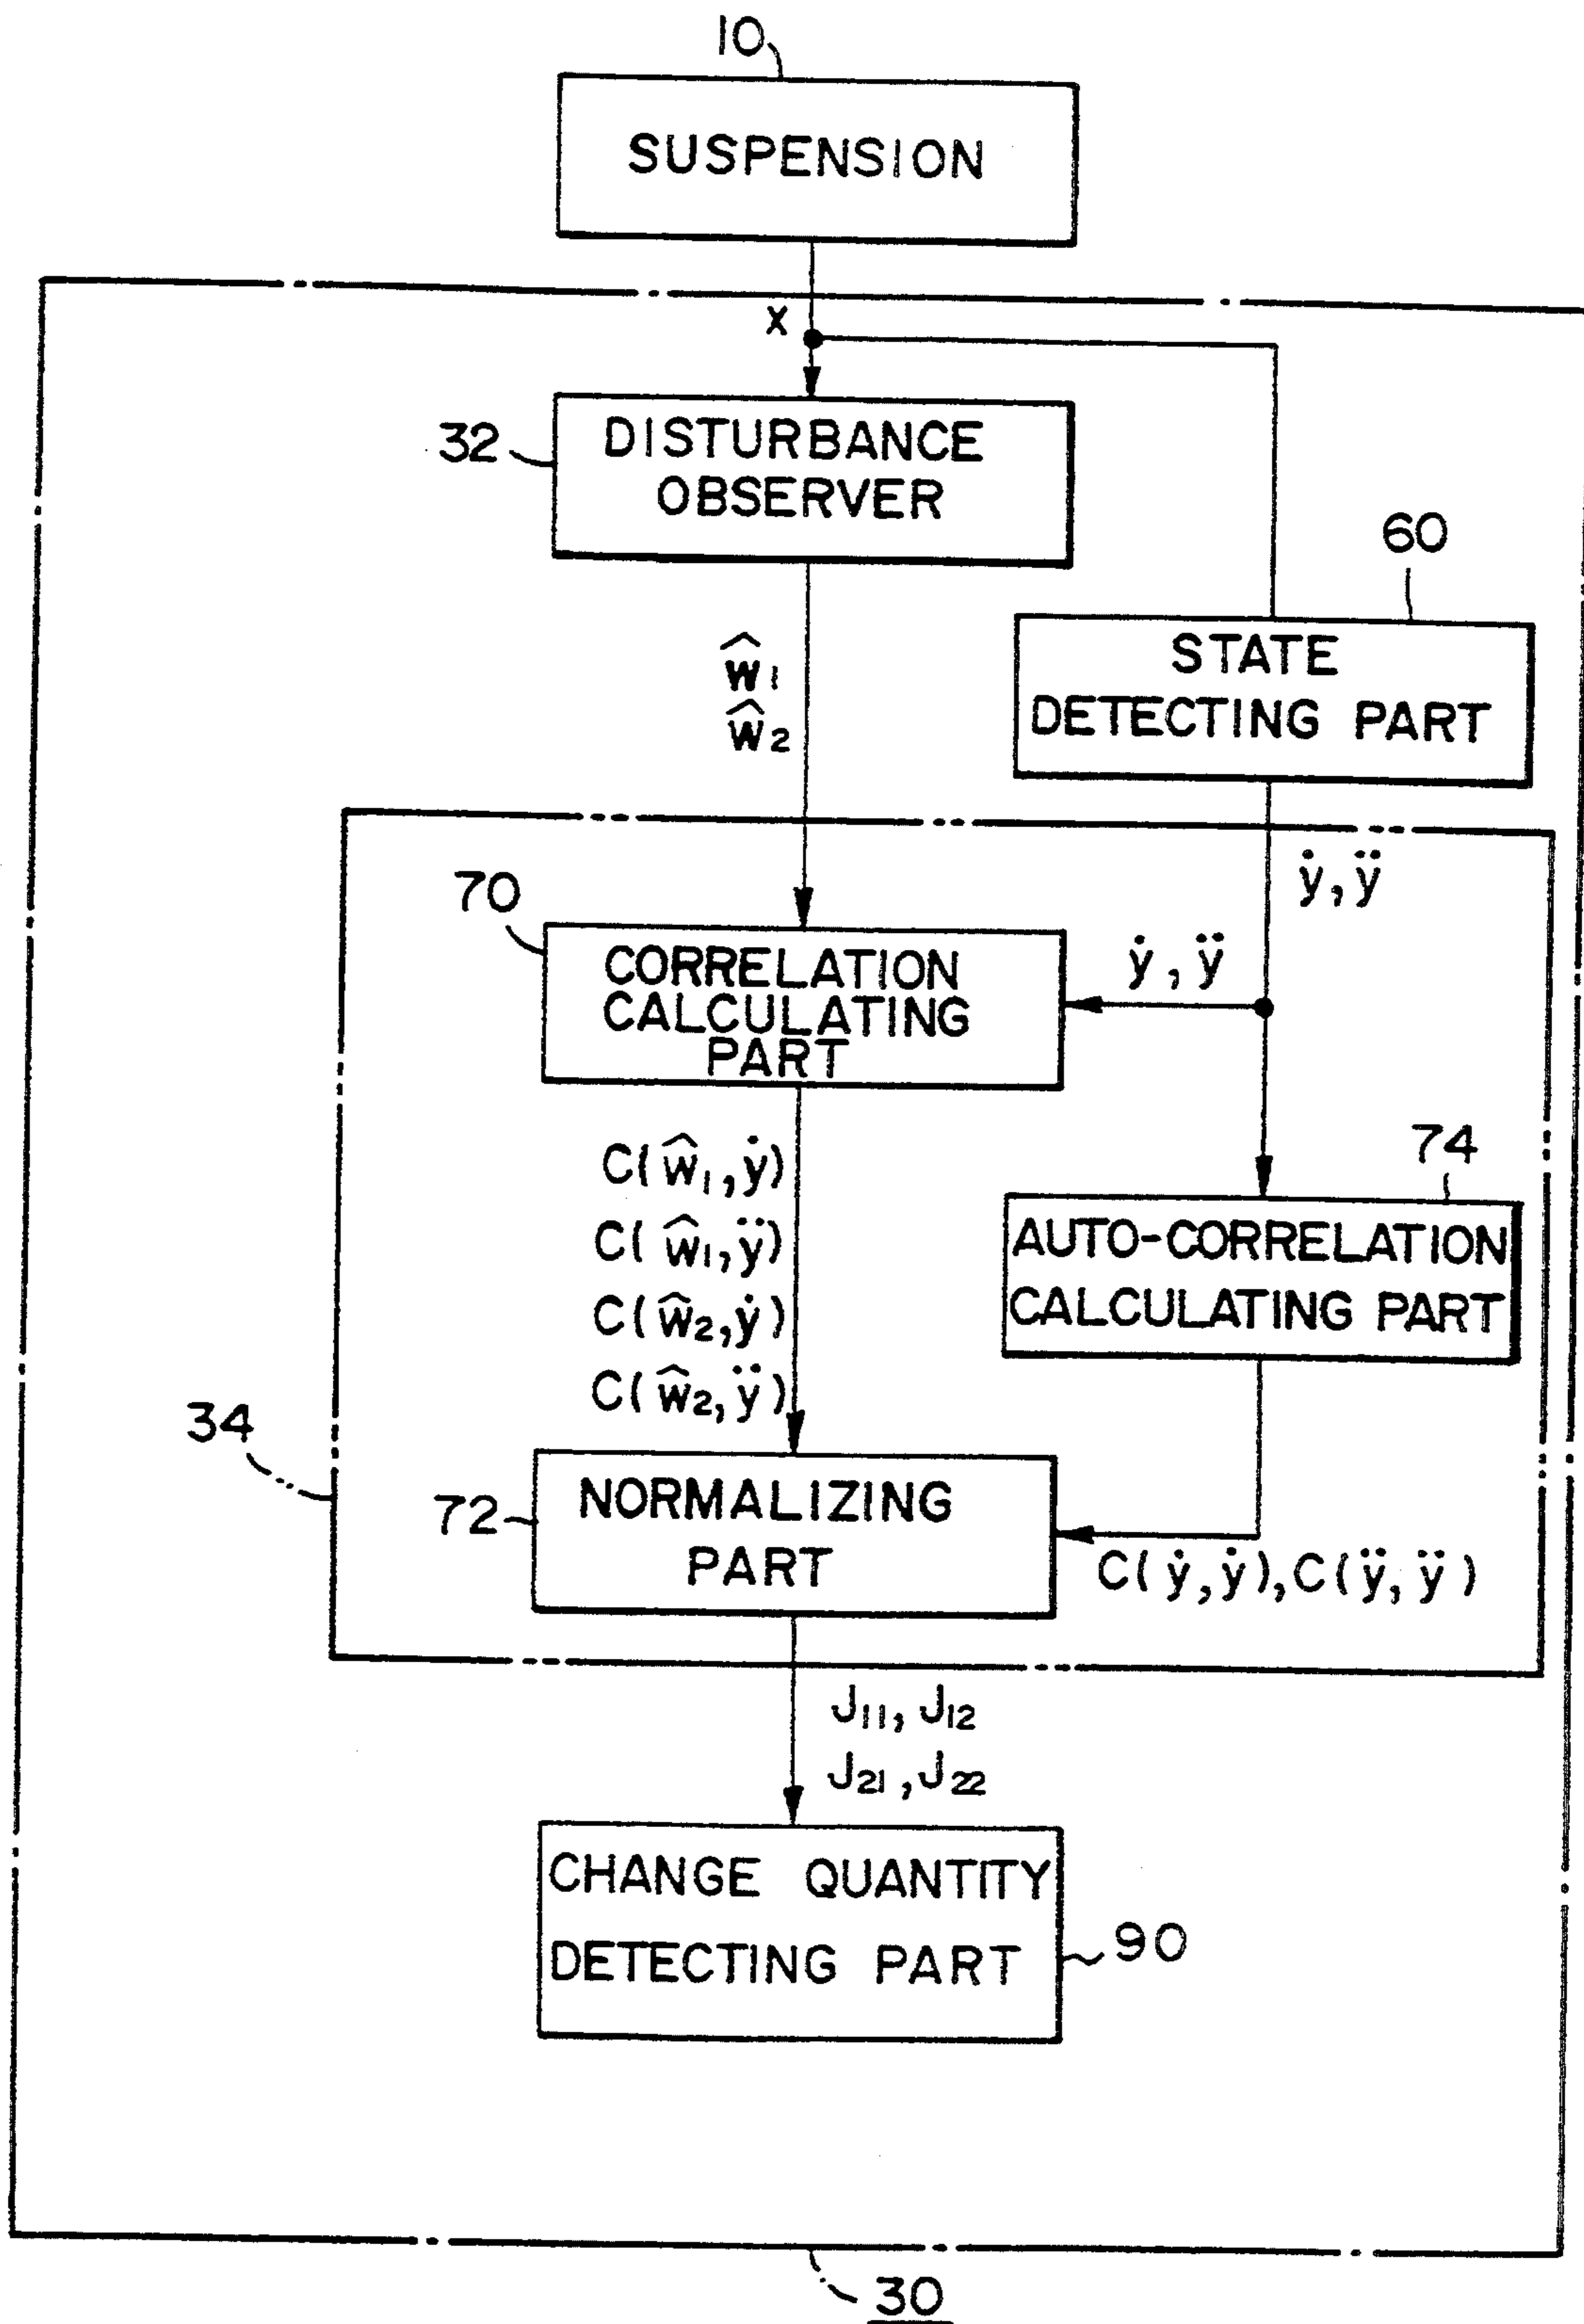 10
SUSPENSION
x
32
DISTURBANCE
OBSERVER
60
STATE
DETECTING PART
ŵ₁
ŵ₂
ẏ, ÿ
70
CORRELATION
CALCULATING
PART
ẏ, ÿ
C(ŵ₁, ẏ)
C(ŵ₁, ÿ)
C(ŵ₂, ẏ)
C(ŵ₂, ÿ)
74
AUTO-CORRELATION
CALCULATING PART
34
72
NORMALIZING
PART
C(ẏ, ẏ), C(ÿ, ÿ)
J₁₁, J₁₂
J₂₁, J₂₂
CHANGE QUANTITY
DETECTING PART
90
30